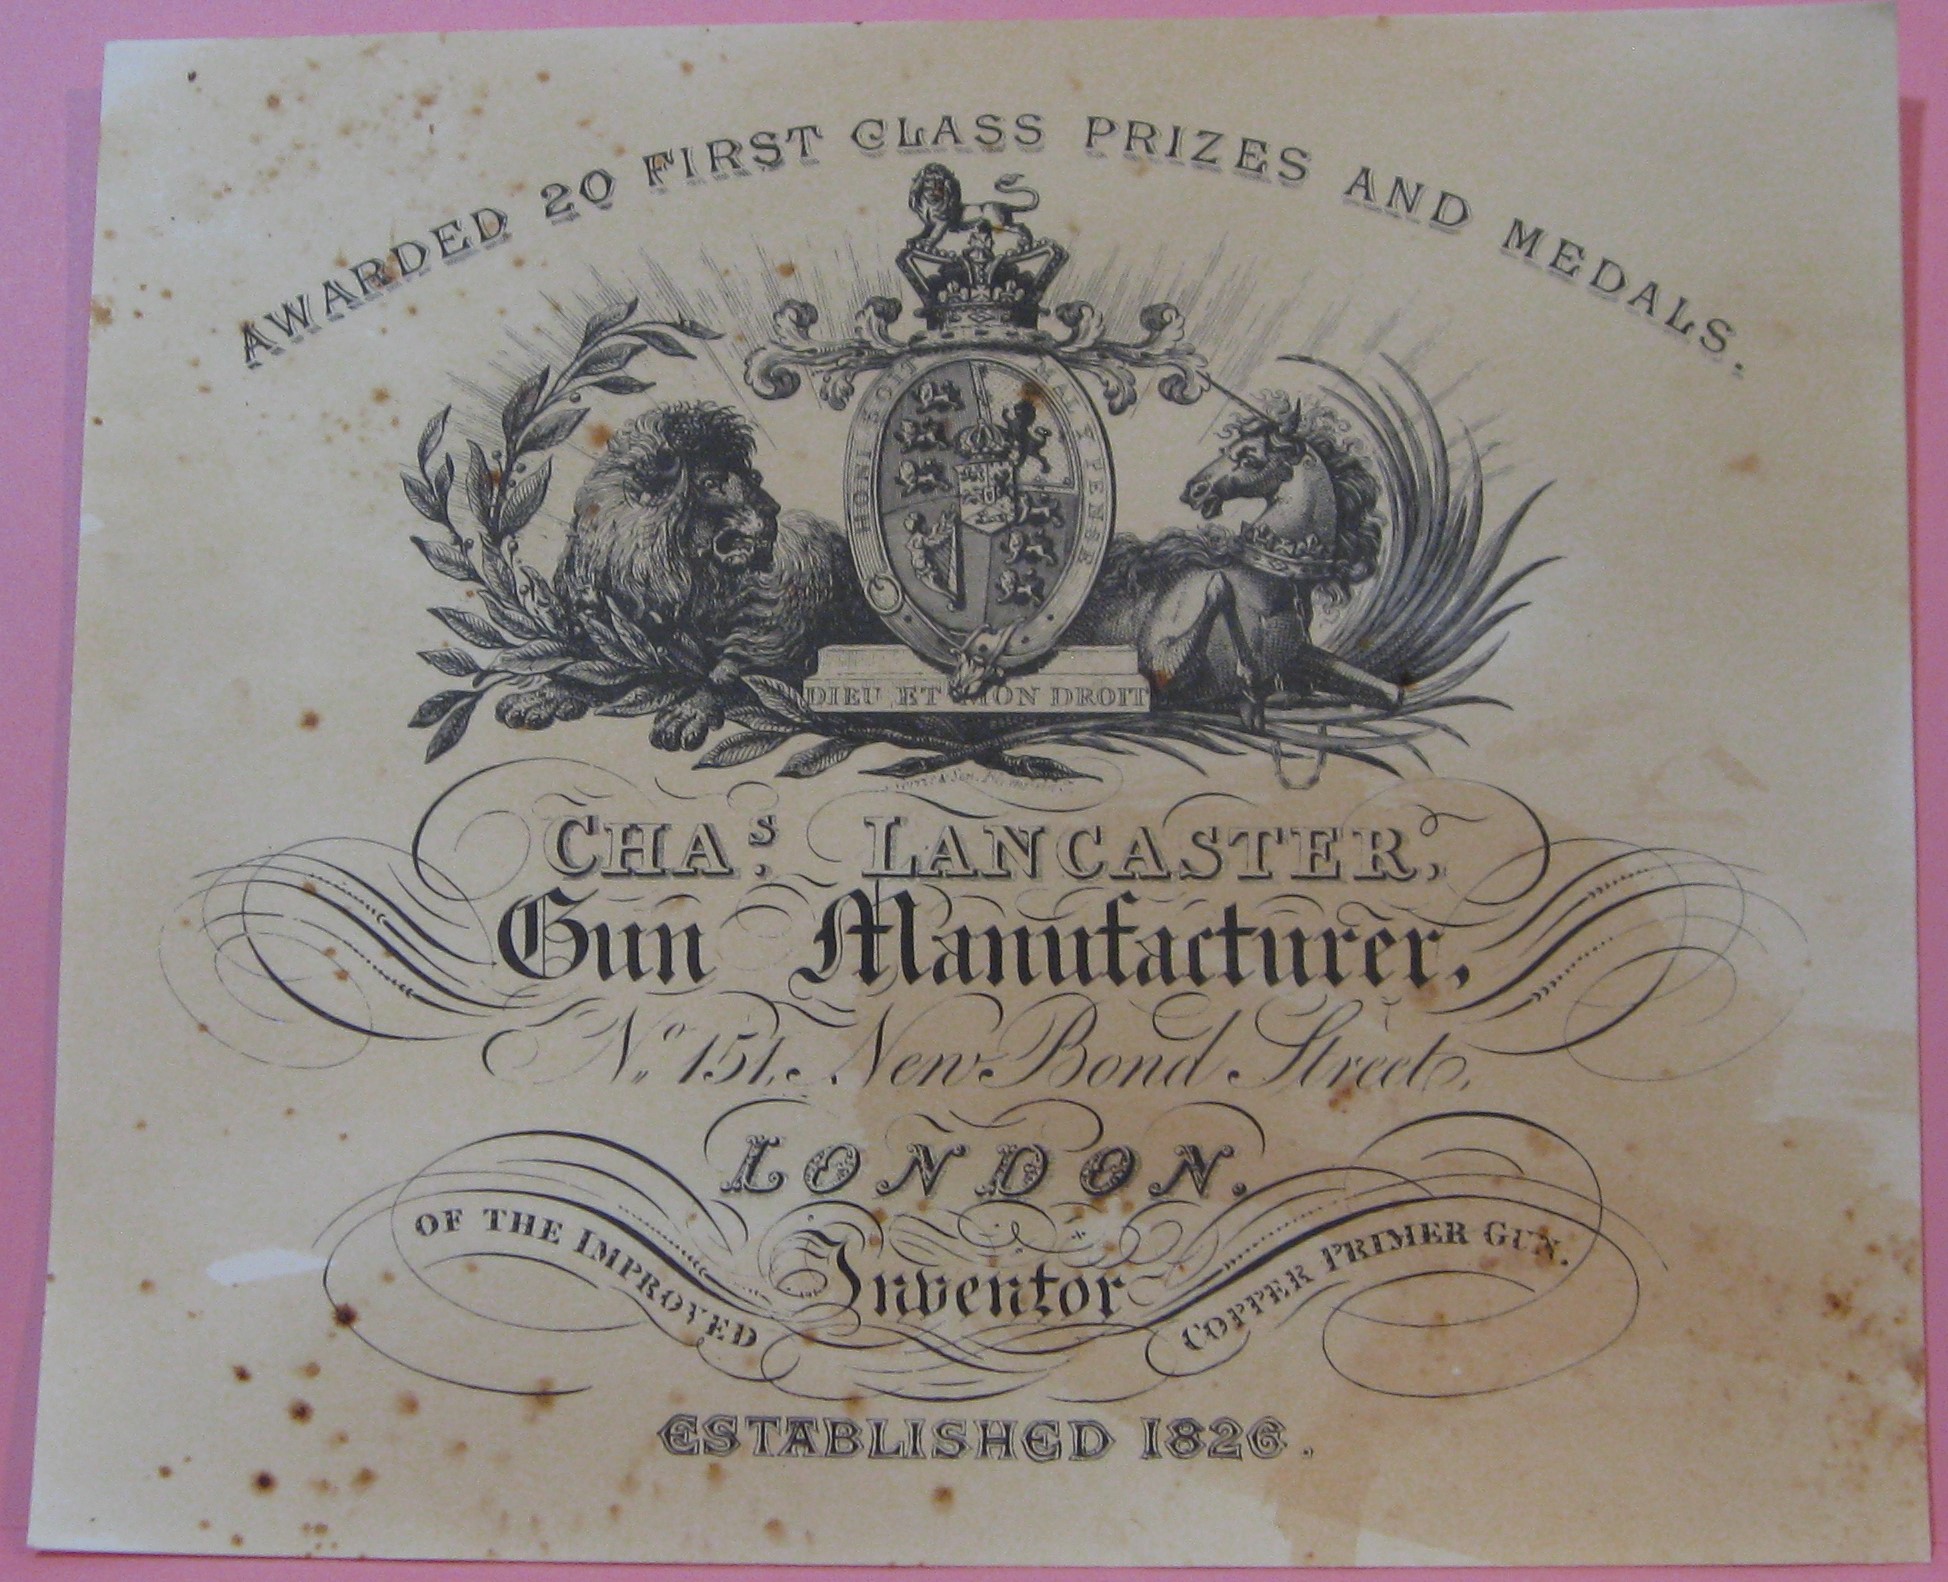 AWARDED 20 FIRST CLASS PRIZES AND MEDALS.
HONI SOIT MAL Y PENSE
DIEU ET MON DROIT
CHAS. LANCASTER,
Gun Manufacturer,
No. 151, New Bond Street,
LONDON.
Inventor
OF THE IMPROVED COPPER PRIMER GUN.
ESTABLISHED 1826.